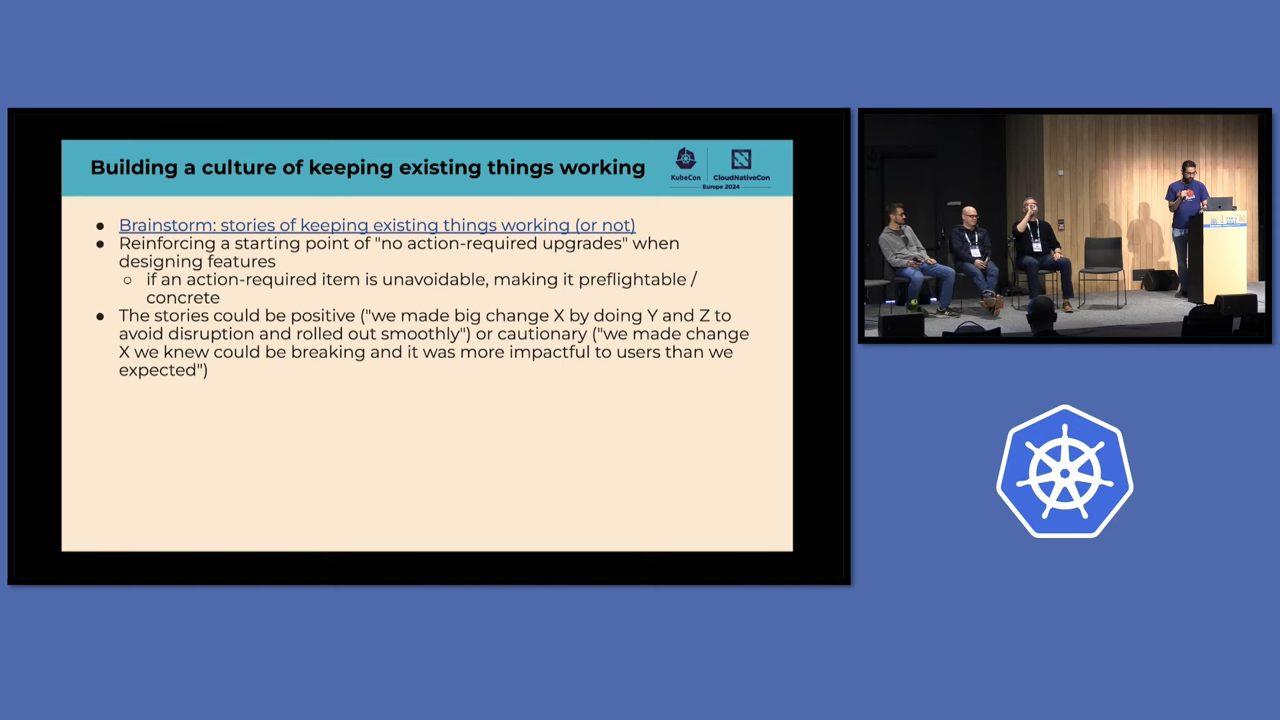 Building a culture of keeping existing things working
KubeCon
CloudNativeCon
Europe 2024
● Brainstorm: stories of keeping existing things working (or not)
● Reinforcing a starting point of "no action-required upgrades" when
designing features
○ if an action-required item is unavoidable, making it preflightable /
concrete
● The stories could be positive ("we made big change X by doing Y and Z to
avoid disruption and rolled out smoothly") or cautionary ("we made change
X we knew could be breaking and it was more impactful to users than we
expected")